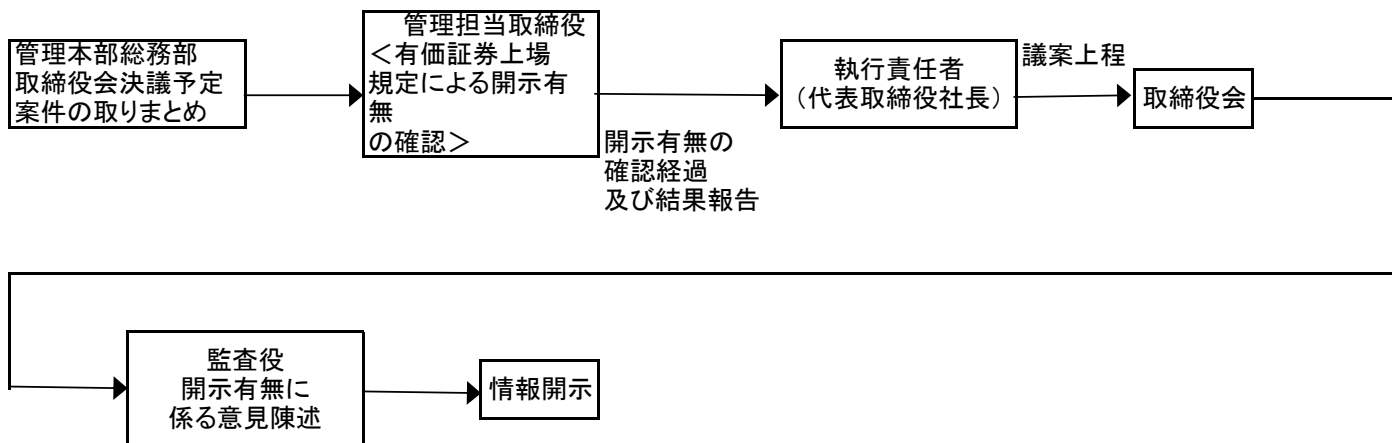 管理本部総務部
取締役会決議予定
案件の取りまとめ
管理担当取締役
＜有価証券上場
規定による開示有
無
の確認＞
開示有無の
確認経過
及び結果報告
執行責任者
（代表取締役社長）
議案上程
取締役会
監査役
開示有無に
係る意見陳述
情報開示